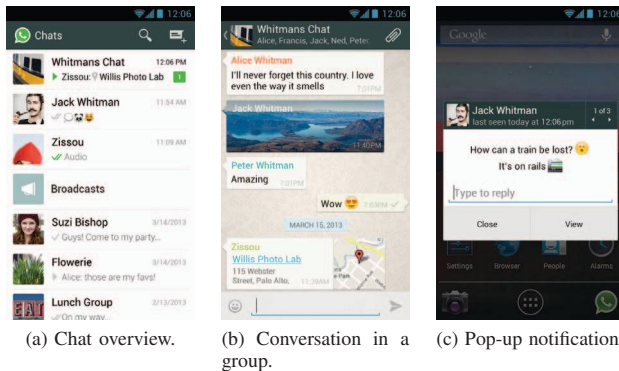 12:06
Chats
Whitmans Chat 12:06 PM
Zissou: Willis Photo Lab 1
Jack Whitman 11:54 AM
Zissou 11:09 AM
Audio
Broadcasts
Suzi Bishop 3/14/2013
Guys! Come to my party...
Flowerie 3/14/2013
Alice: those are my favs!
Lunch Group 3/13/2013
On my way...
(a) Chat overview.
12:06
Whitmans Chat
Alice, Francis, Jack, Ned, Peter
Alice Whitman
I'll never forget this country. I love
even the way it smells 7:01PM
Jack Whitman
11:40PM
Peter Whitman
Amazing 7:01PM
Wow
MARCH 15, 2013
Zissou
Willis Photo Lab
115 Webster
Street, Palo Alto,
(b) Conversation in a
group.
12:06
Google
Jack Whitman 1 of 3
last seen today at 12:06pm
How can a train be lost?
It's on rails
Type to reply
Close View
Settings Browser People Alarms
(c) Pop-up notification